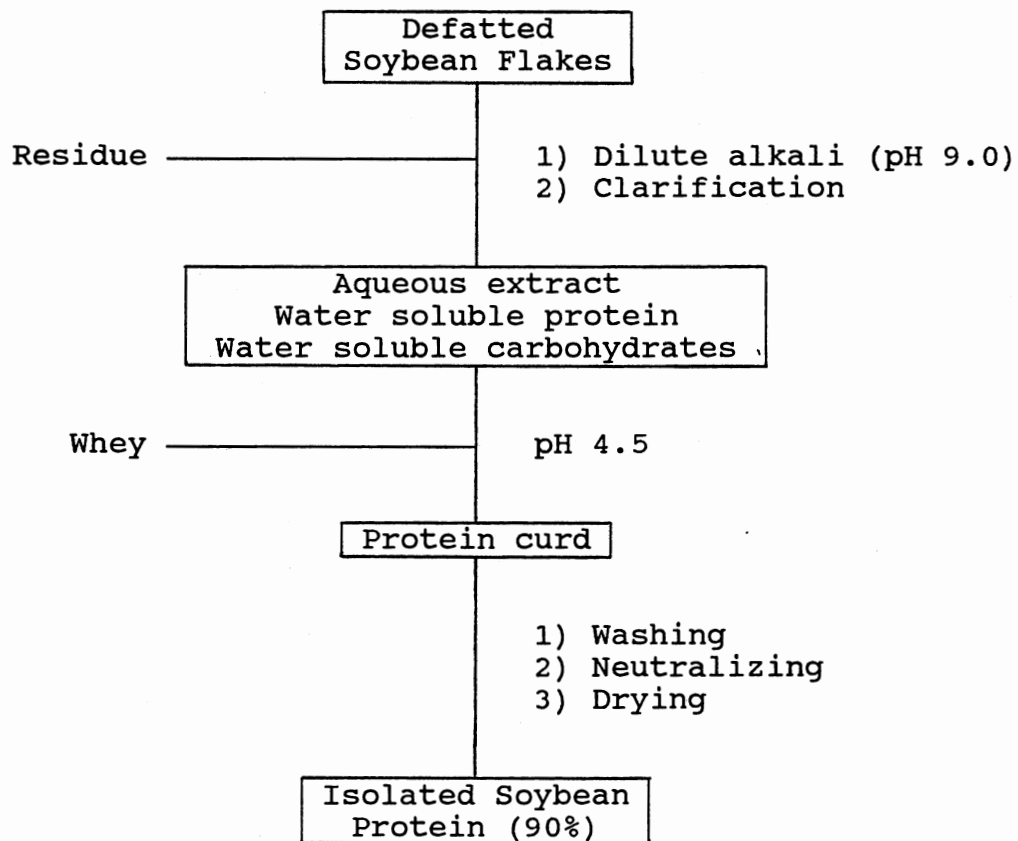 Defatted
Soybean Flakes
Residue
1) Dilute alkali (pH 9.0)
2) Clarification
Aqueous extract
Water soluble protein
Water soluble carbohydrates
Whey
pH 4.5
Protein curd
1) Washing
2) Neutralizing
3) Drying
Isolated Soybean
Protein (90%)